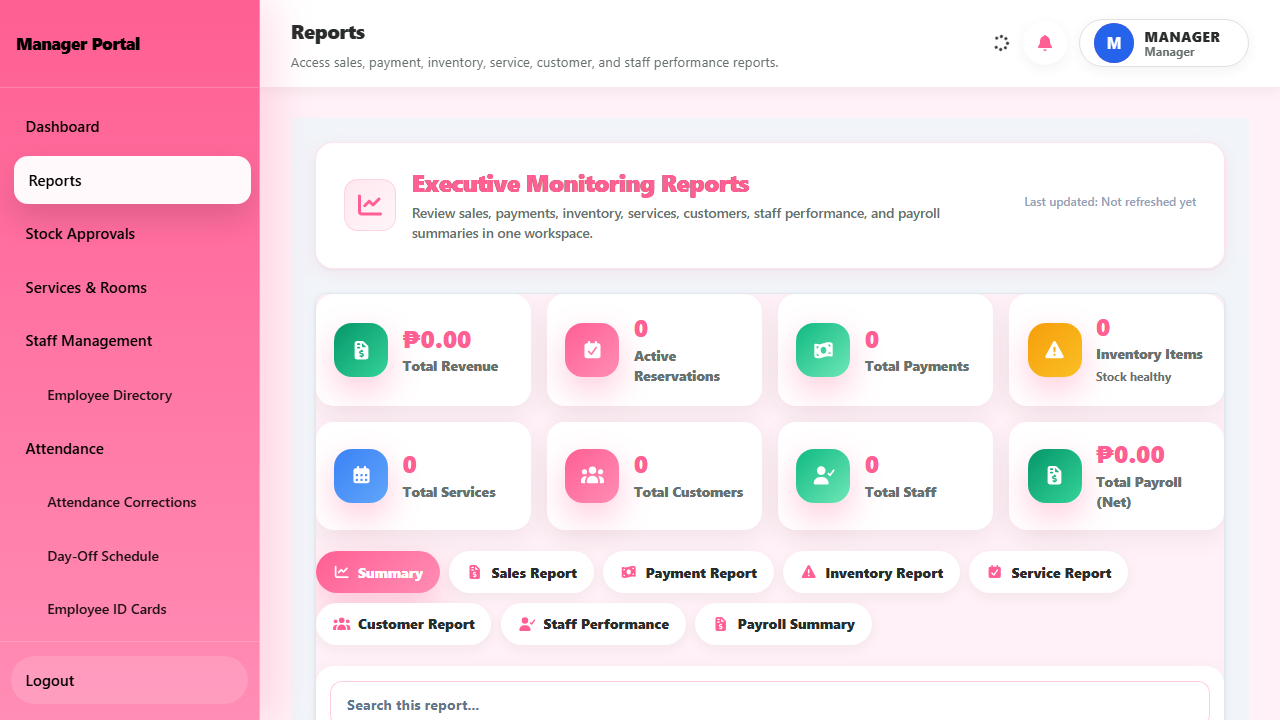 Manager Portal
Dashboard
Reports
Stock Approvals
Services & Rooms
Staff Management
Employee Directory
Attendance
Attendance Corrections
Day-Off Schedule
Employee ID Cards
Logout
Reports
Access sales, payment, inventory, service, customer, and staff performance reports.
M
MANAGER
Manager
Executive Monitoring Reports
Review sales, payments, inventory, services, customers, staff performance, and payroll
summaries in one workspace.
Last updated: Not refreshed yet
₱0.00
Total Revenue
0
Active
Reservations
0
Total Payments
0
Inventory Items
Stock healthy
0
Total Services
0
Total Customers
0
Total Staff
₱0.00
Total Payroll
(Net)
Summary
Sales Report
Payment Report
Inventory Report
Service Report
Customer Report
Staff Performance
Payroll Summary
Search this report...